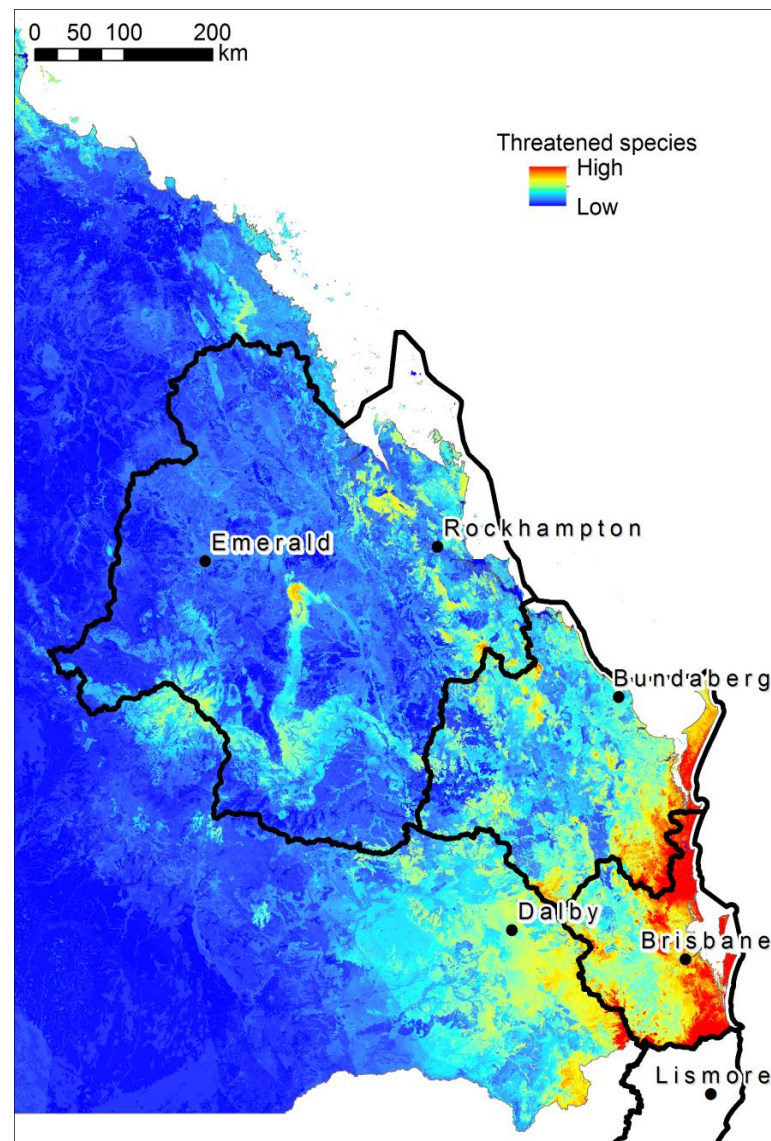 0 50 100 200
km
Threatened species
High
Low
Rockhampton
Emerald
Bundaberg
Dalby
Brisbane
Lismore